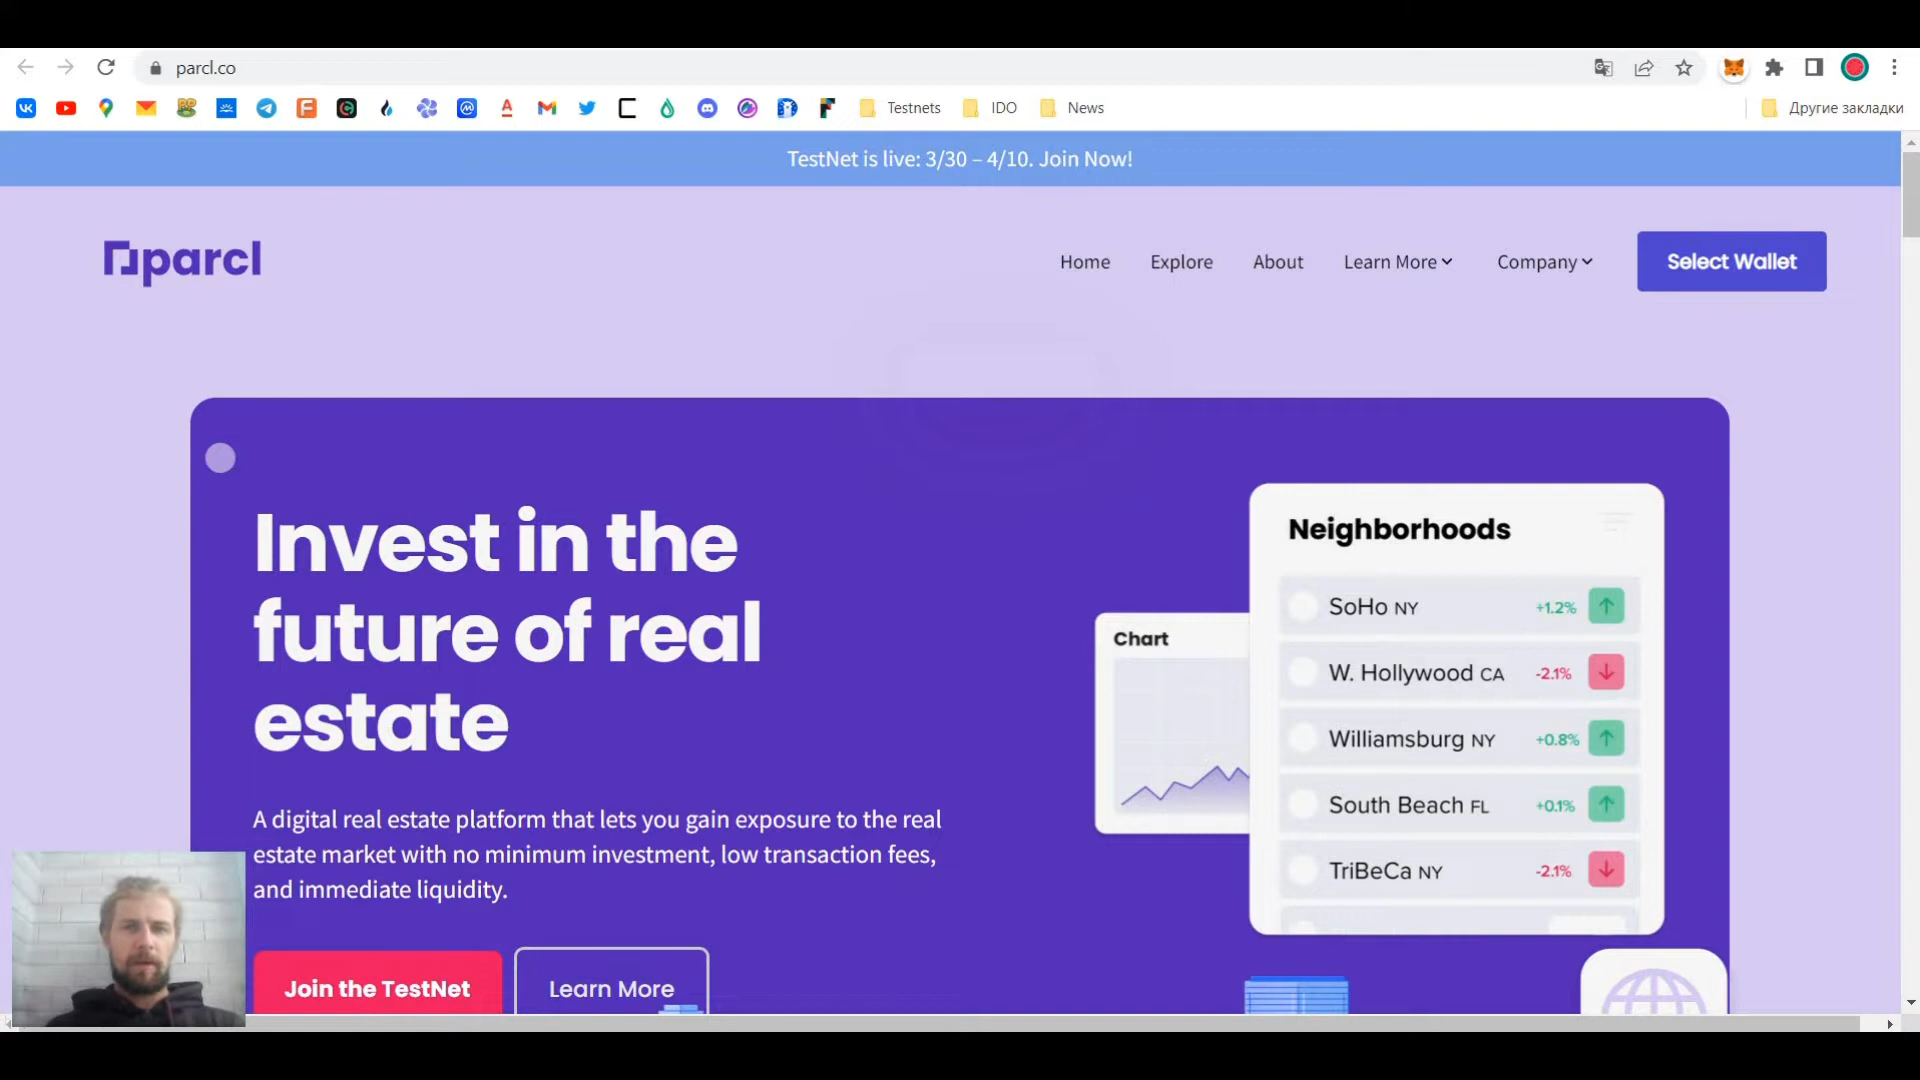 parcl.co
Testnets
IDO
News
Другие закладки
TestNet is live: 3/30 – 4/10. Join Now!
parcl
Home
Explore
About
Learn More
Company
Select Wallet
Invest in the
future of real
estate
A digital real estate platform that lets you gain exposure to the real
estate market with no minimum investment, low transaction fees,
and immediate liquidity.
Join the TestNet
Learn More
Chart
Neighborhoods
SoHo NY +1.2%
W. Hollywood CA -2.1%
Williamsburg NY +0.8%
South Beach FL +0.1%
TriBeCa NY -2.1%